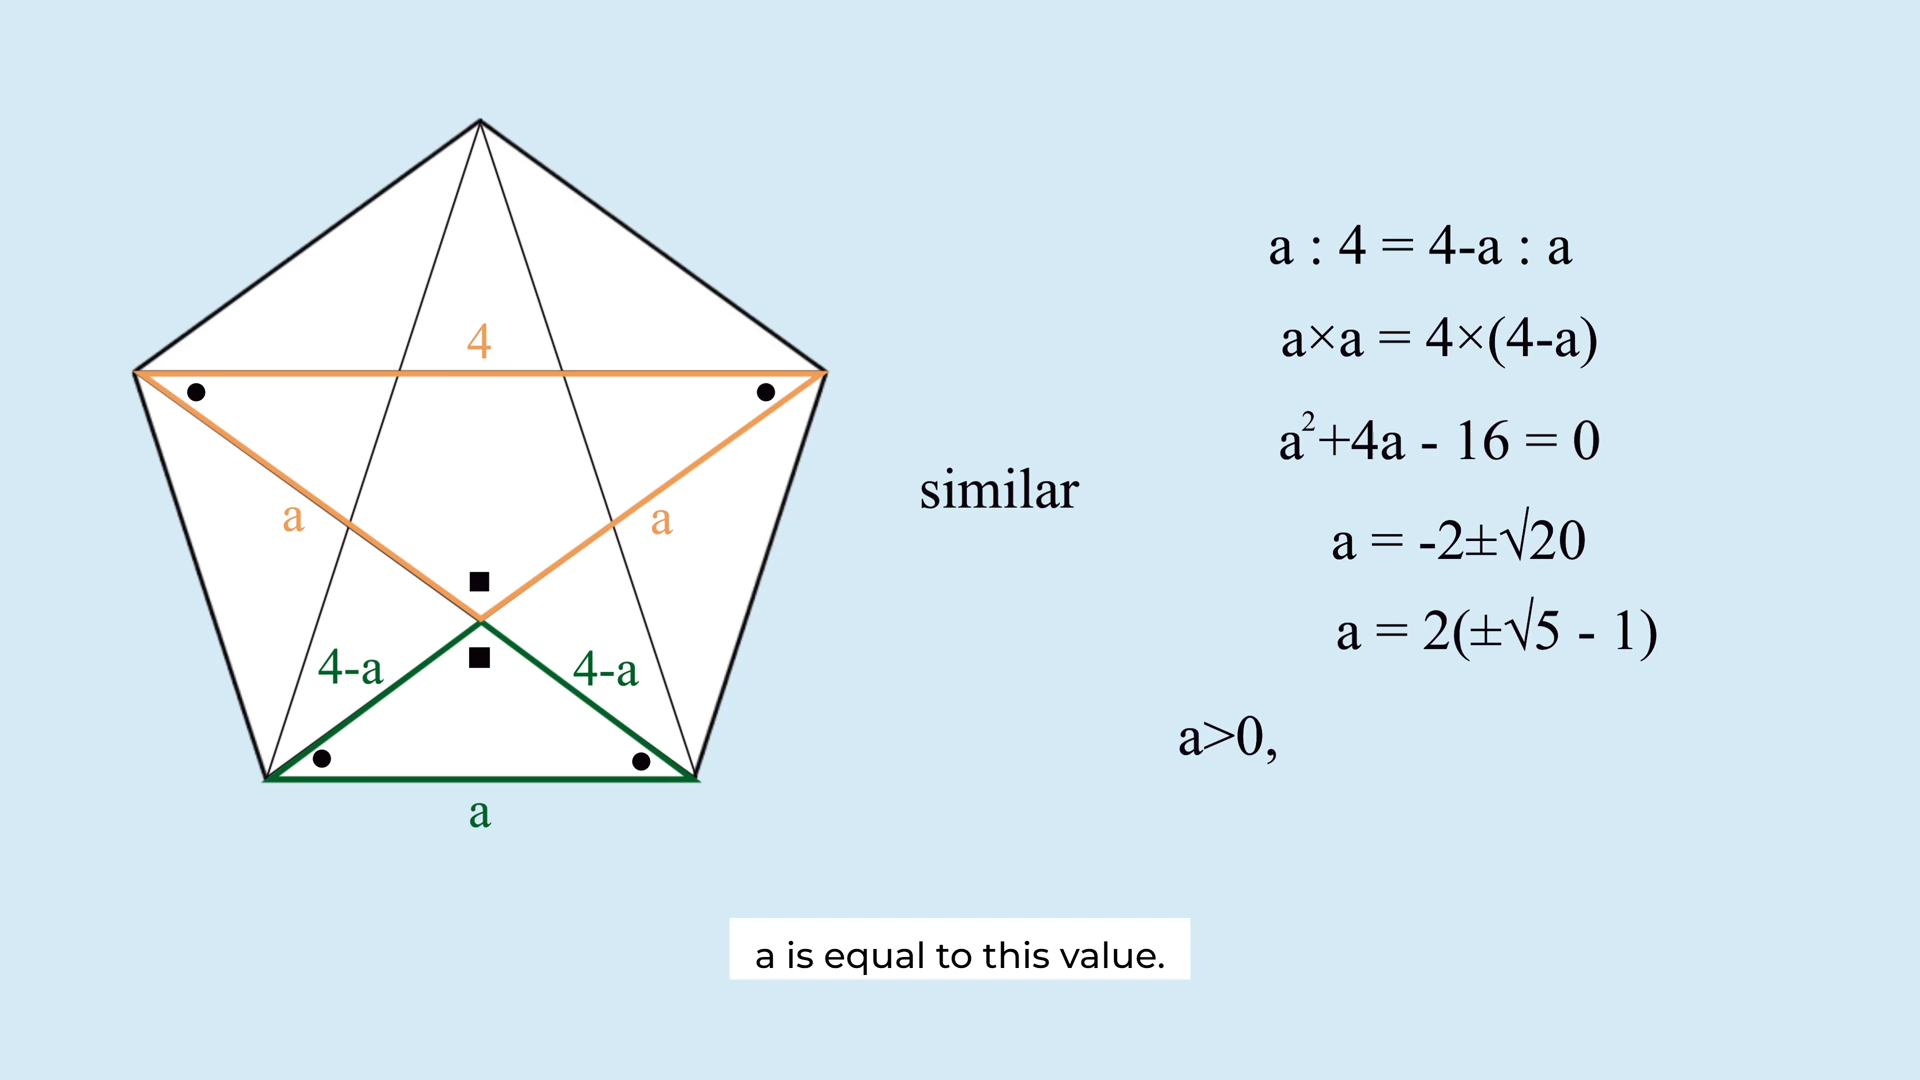 4
a
a
4-a
4-a
a
similar
a : 4 = 4-a : a
a×a = 4×(4-a)
a²+4a - 16 = 0
a = -2±√20
a = 2(±√5 - 1)
a>0,
a is equal to this value.